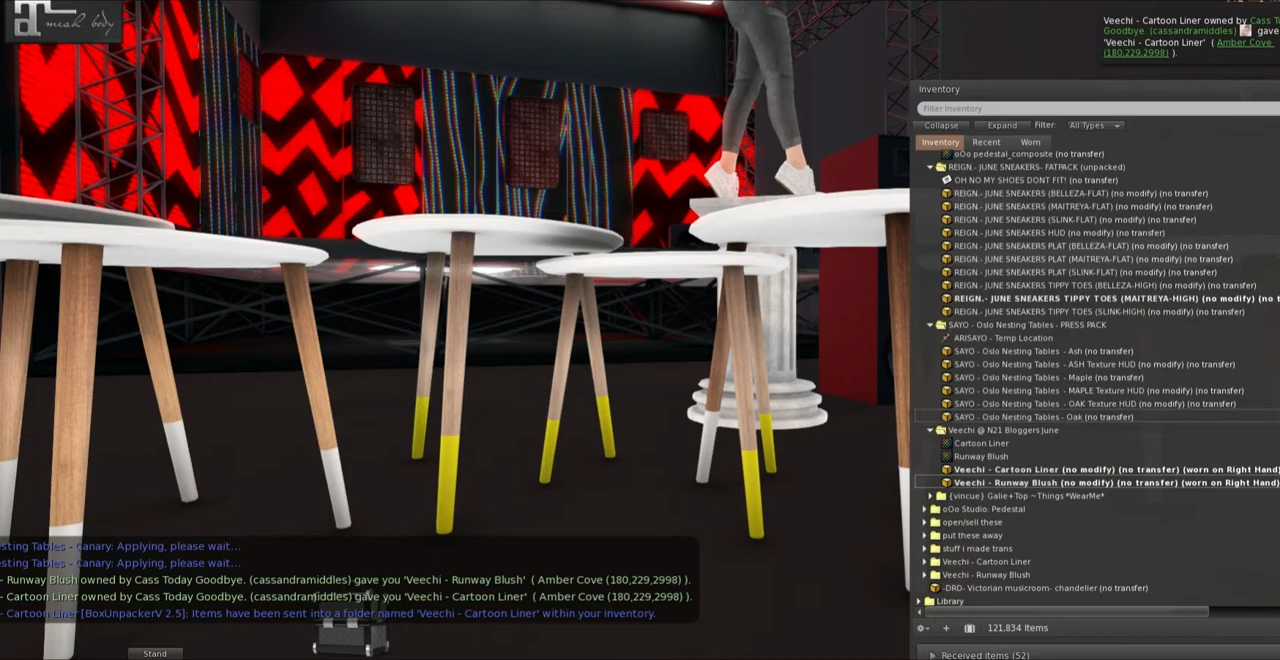 mesh body
Veechi - Cartoon Liner owned by Cass T
Goodbye. (cassandramiddles) gave
'Veechi - Cartoon Liner' ( Amber Cove
(180,229,2998) ).
Inventory
Filter Inventory
Collapse Expand Filter: All Types
Inventory Recent Worn
oOo pedestal_composite (no transfer)
REIGN.- JUNE SNEAKERS- FATPACK (unpacked)
OH NO MY SHOES DONT FIT! (no transfer)
REIGN.- JUNE SNEAKERS (BELLEZA-FLAT) (no modify) (no transfer)
REIGN.- JUNE SNEAKERS (MAITREYA-FLAT) (no modify) (no transfer)
REIGN.- JUNE SNEAKERS (SLINK-FLAT) (no modify) (no transfer)
REIGN.- JUNE SNEAKERS HUD (no modify) (no transfer)
REIGN.- JUNE SNEAKERS PLAT (BELLEZA-FLAT) (no modify) (no transfer)
REIGN.- JUNE SNEAKERS PLAT (MAITREYA-FLAT) (no modify) (no transfer)
REIGN.- JUNE SNEAKERS PLAT (SLINK-FLAT) (no modify) (no transfer)
REIGN.- JUNE SNEAKERS TIPPY TOES (BELLEZA-HIGH) (no modify) (no transfer)
REIGN.- JUNE SNEAKERS TIPPY TOES (MAITREYA-HIGH) (no modify) (no t
REIGN.- JUNE SNEAKERS TIPPY TOES (SLINK-HIGH) (no modify) (no transfer)
SAYO - Oslo Nesting Tables - PRESS PACK
ARISAYO - Temp Location
SAYO - Oslo Nesting Tables - Ash (no transfer)
SAYO - Oslo Nesting Tables - ASH Texture HUD (no modify) (no transfer)
SAYO - Oslo Nesting Tables - Maple (no transfer)
SAYO - Oslo Nesting Tables - MAPLE Texture HUD (no modify) (no transfer)
SAYO - Oslo Nesting Tables - OAK Texture HUD (no modify) (no transfer)
SAYO - Oslo Nesting Tables - Oak (no transfer)
Veechi @ N21 Bloggers June
Cartoon Liner
Runway Blush
Veechi - Cartoon Liner (no modify) (no transfer) (worn on Right Hand)
Veechi - Runway Blush (no modify) (no transfer) (worn on Right Hand)
{vincue} Galie+Top ~Things *WearMe*
oOo Studio: Pedestal
open/sell these
put these away
stuff i made trans
Veechi - Cartoon Liner
Veechi - Runway Blush
-DRD- Victorian musicroom- chandelier (no transfer)
Library
121,834 Items
Received items (52)
esting Tables - Canary: Applying, please wait...
esting Tables - Canary: Applying, please wait...
- Runway Blush owned by Cass Today Goodbye. (cassandramiddles) gave you 'Veechi - Runway Blush' ( Amber Cove (180,229,2998) ).
- Cartoon Liner owned by Cass Today Goodbye. (cassandramiddles) gave you 'Veechi - Cartoon Liner' ( Amber Cove (180,229,2998) ).
- Cartoon Liner [BoxUnpackerV 2.5]: Items have been sent into a folder named 'Veechi - Cartoon Liner' within your inventory.
Stand